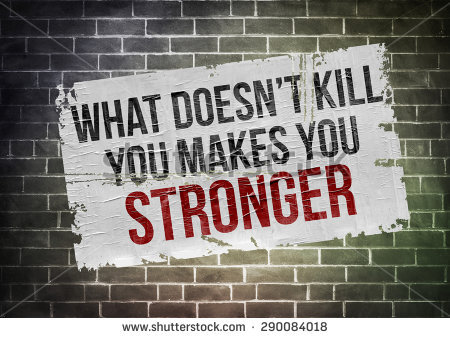 WHAT DOESN'T KILL
YOU MAKES YOU
STRONGER
www.shutterstock.com · 290084018